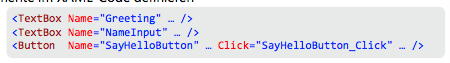 <TextBox Name="Greeting" … />
<TextBox Name="NameInput" … />
<Button  Name="SayHelloButton" … Click="SayHelloButton_Click" … />